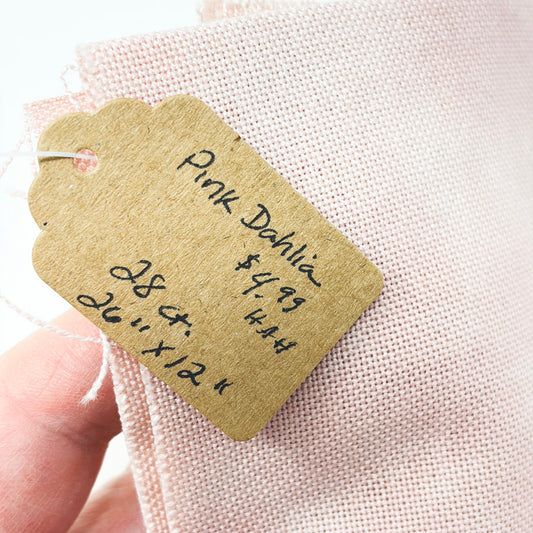 Pink Dahlia
$4.99
HAH
28 ct.
26" x 12"